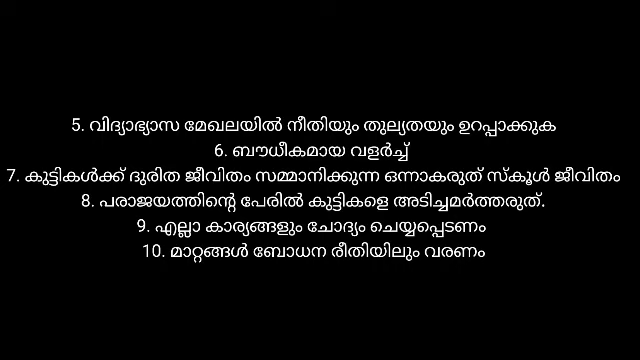 5. വിദ്യാഭ്യാസ മേഖലയിൽ നീതിയും തുല്യതയും ഉറപ്പാക്കുക
6. ബൗധീകമായ വളർച്ച്
7. കുട്ടികൾക്ക് ദുരിത ജീവിതം സമ്മാനിക്കുന്ന ഒന്നാകരുത് സ്കൂൾ ജീവിതം
8. പരാജയത്തിന്റെ പേരിൽ കുട്ടികളെ അടിച്ചമർത്തരുത്.
9. എല്ലാ കാര്യങ്ങളും ചോദ്യം ചെയ്യപ്പെടണം
10. മാറ്റങ്ങൾ ബോധന രീതിയിലും വരണം